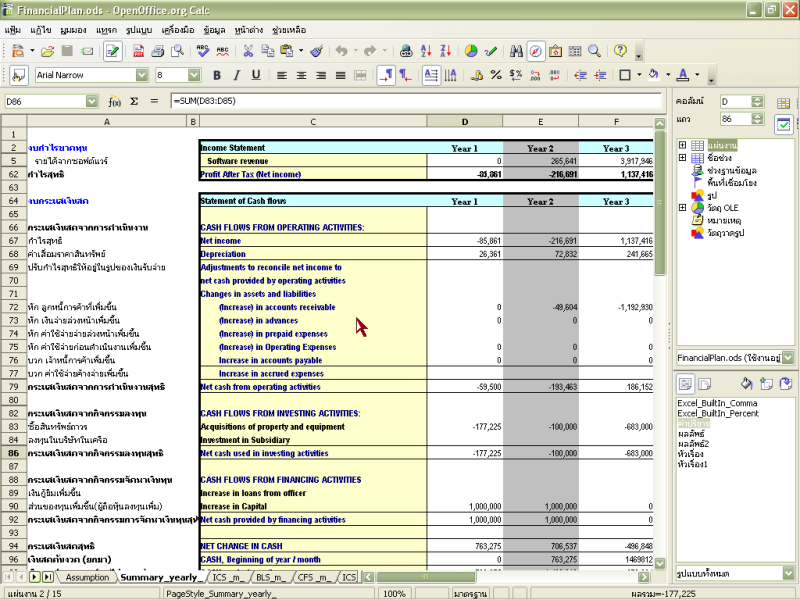 FinancialPlan.ods - OpenOffice.org Calc
แฟ้ม แก้ไข มุมมอง แทรก รูปแบบ เครื่องมือ ข้อมูล หน้าต่าง ช่วยเหลือ
Arial Narrow 8
D86 =SUM(D83:D85)
A B C D E F
1
2 งบกำไรขาดทุน Income Statement Year 1 Year 2 Year 3
5 รายได้จากซอฟต์แวร์ Software revenue 0 265,641 3,917,946
62 กำไรสุทธิ Profit After Tax (Net income) -85,861 -216,691 1,137,416
63
64 งบกระแสเงินสด Statement of Cash flows Year 1 Year 2 Year 3
65
66 กระแสเงินสดจากการดำเนินงาน CASH FLOWS FROM OPERATING ACTIVITIES:
67 กำไรสุทธิ Net income -85,861 -216,691 1,137,416
68 ค่าเสื่อมราคาสินทรัพย์ Depreciation 26,361 72,832 241,665
69 ปรับกำไรสุทธิให้อยู่ในรูปของเงินรับจ่าย Adjustments to reconcile net income to
70 net cash provided by operating activities
71 Changes in assets and liabilities
72 หัก ลูกหนี้การค้าที่เพิ่มขึ้น (Increase) in accounts receivable 0 -49,604 -1,192,930
73 หัก เงินจ่ายล่วงหน้าเพิ่มขึ้น (Increase) in advances 0 0 0
74 หัก ค่าใช้จ่ายจ่ายล่วงหน้าเพิ่มขึ้น (Increase) in prepaid expenses
75 หัก ค่าใช้จ่ายก่อนดำเนินงานเพิ่มขึ้น (Increase) in Operating Expenses 0 0 0
76 บวก เจ้าหนี้การค้าเพิ่มขึ้น Increase in accounts payable 0 0 0
77 บวก ค่าใช้จ่ายค้างจ่ายเพิ่มขึ้น Increase in accrued expenses
79 กระแสเงินสดจากการดำเนินงานสุทธิ Net cash from operating activities -59,500 -193,463 186,152
80
82 กระแสเงินสดจากกิจกรรมลงทุน CASH FLOWS FROM INVESTING ACTIVITIES:
83 ซื้อสินทรัพย์ถาวร Acquisitions of property and equipment -177,225 -100,000 -683,000
84 ลงทุนในบริษัทในเครือ Investment in Subsidiary
86 กระแสเงินสดจากกิจกรรมลงทุนสุทธิ Net cash used in investing activities -177,225 -100,000 -683,000
87
88 กระแสเงินสดจากกิจกรรมจัดหาเงินทุน CASH FLOWS FROM FINANCING ACTIVITIES
89 เงินกู้ยืมเพิ่มขึ้น Increase in loans from officer
90 ส่วนของทุนเพิ่มขึ้น(ผู้ถือหุ้นลงทุนเพิ่ม) Increase in Capital 1,000,000 1,000,000 0
92 กระแสเงินสดจากกิจกรรมการจัดหาเงินทุนสุทธิ Net cash provided by financing activities 1,000,000 1,000,000 0
93
94 กระแสเงินสดสุทธิ NET CHANGE IN CASH 763,275 706,537 -496,848
96 เงินสดต้นงวด (ยกมา) CASH, Beginning of year / month 0 763,275 1469812
Assumption Summary_yearly_ ICS _m_ BLS _m_ CFS _m_ ICS
แผ่นงาน 2 / 15 PageStyle_Summary_yearly_ 100% มาตรฐาน ผลรวม=-177,225
คอลัมน์ D
แถว 86
แผ่นงาน
ชื่อช่วง
ช่วงฐานข้อมูล
พื้นที่เชื่อมโยง
รูป
วัตถุ OLE
หมายเหตุ
วัตถุวาดรูป
FinancialPlan.ods (ใช้งานอยู่)
Excel_BuiltIn_Comma
Excel_BuiltIn_Percent
ค่าปริยาย
ผลลัพธ์
ผลลัพธ์2
หัวเรื่อง
หัวเรื่อง1
รูปแบบทั้งหมด